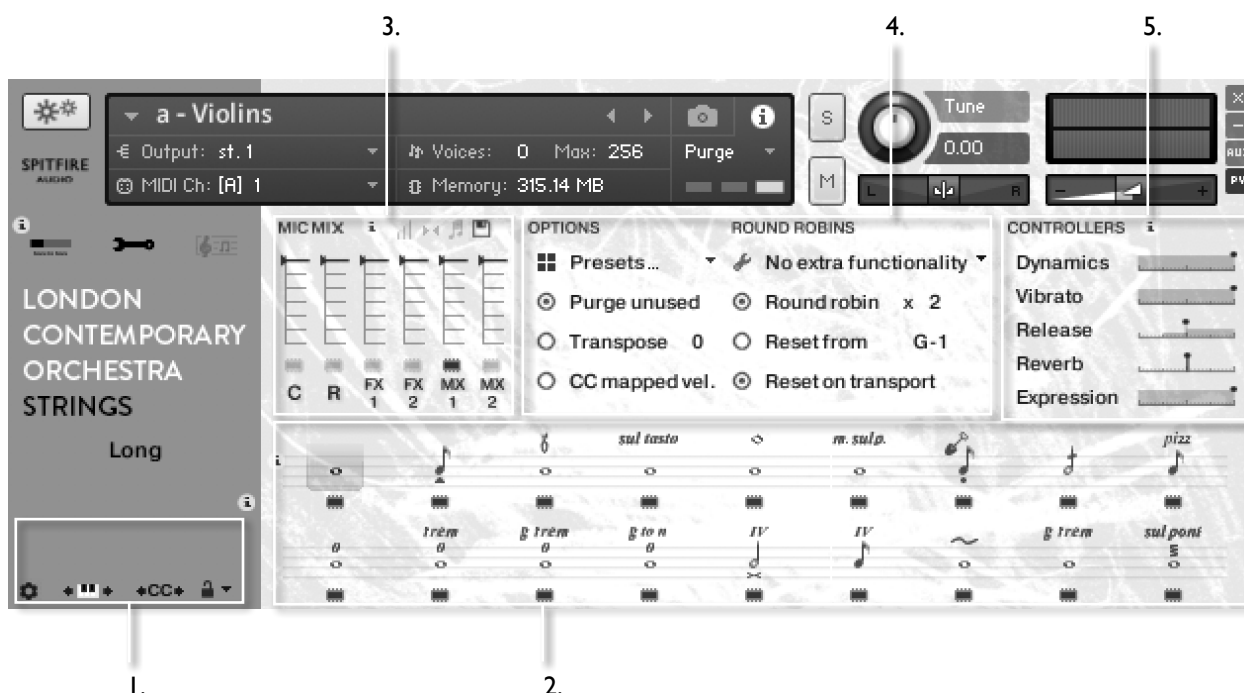 3.
4.
5.
a - Violins
Output: st. 1
Voices: 0 Max: 256
Purge
MIDI Ch: [A] 1
Memory: 315.14 MB
S
M
Tune
0.00
L
R
AUX
PV
SPITFIRE
AUDIO
LONDON
CONTEMPORARY
ORCHESTRA
STRINGS
Long
MIC MIX
C
R
FX 1
FX 2
MX 1
MX 2
OPTIONS
Presets...
Purge unused
Transpose 0
CC mapped vel.
ROUND ROBINS
No extra functionality
Round robin x 2
Reset from G-1
Reset on transport
CONTROLLERS
Dynamics
Vibrato
Release
Reverb
Expression
sul tasto
m. sulp.
pizz
trem
g trem
g to n
IV
IV
g trem
sul pont
CC
1.
2.